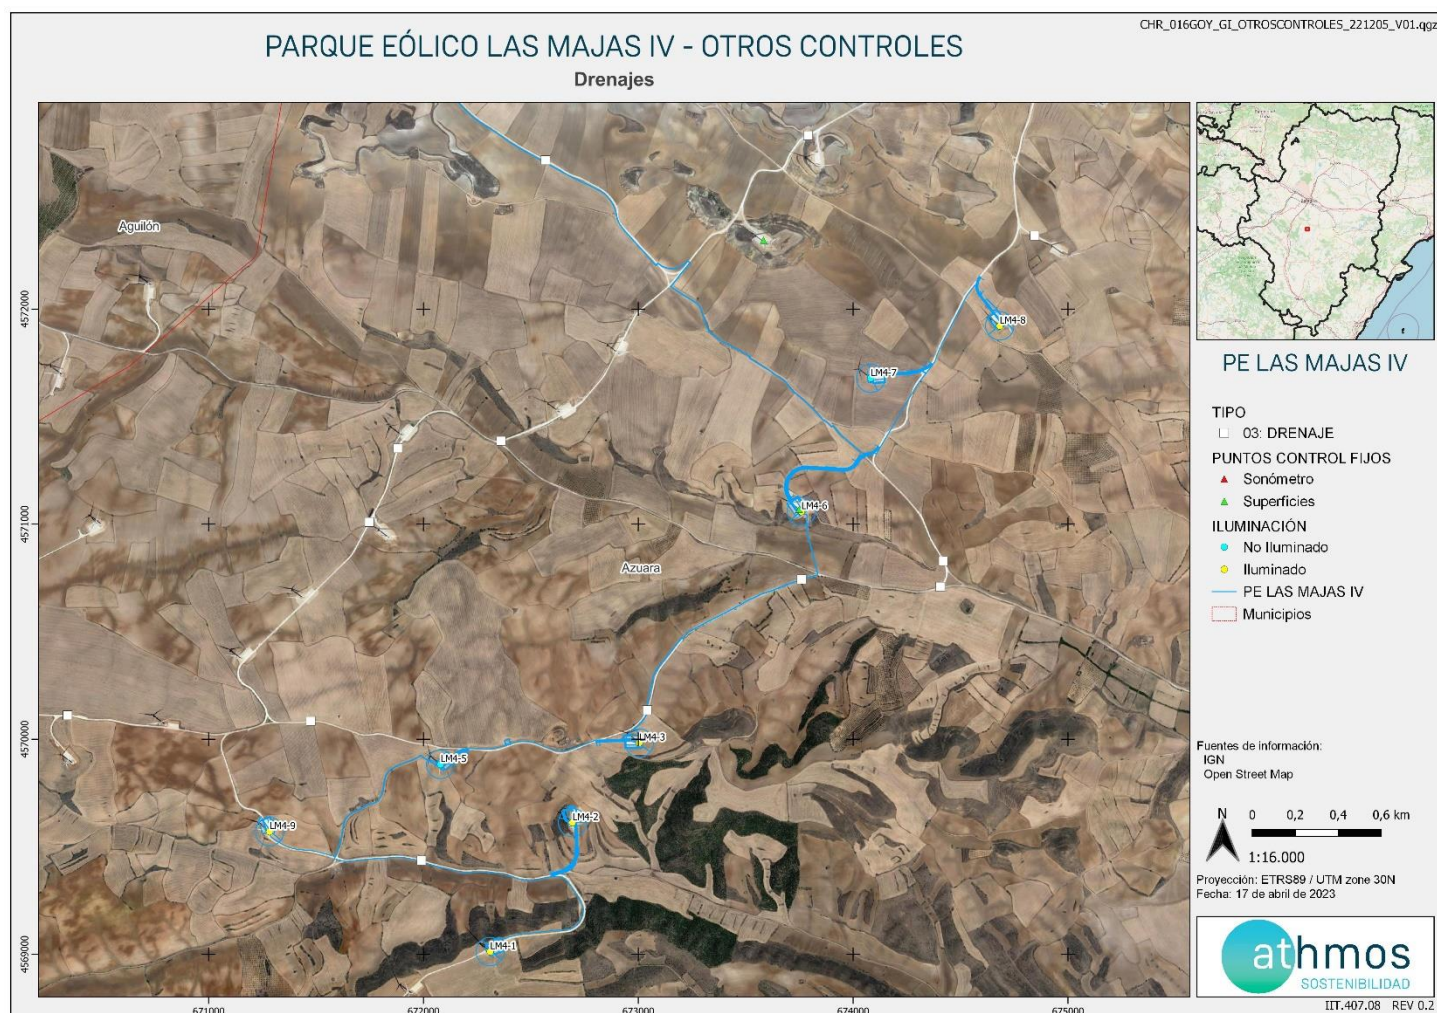 CHR_016GOY_GI_OTROSCONTROLES_221205_V01.qgz
PARQUE EÓLICO LAS MAJAS IV - OTROS CONTROLES
Drenajes
Aguilón
Azuara
LM4-8
LM4-7
LM4-6
LM4-3
LM4-5
LM4-2
LM4-9
LM4-1
4572000
4571000
4570000
4569000
671000
672000
673000
674000
675000
PE LAS MAJAS IV
TIPO
03: DRENAJE
PUNTOS CONTROL FIJOS
Sonómetro
Superficies
ILUMINACIÓN
No Iluminado
Iluminado
PE LAS MAJAS IV
Municipios
Fuentes de información:
IGN
Open Street Map
N
0 0,2 0,4 0,6 km
1:16.000
Proyección: ETRS89 / UTM zone 30N
Fecha: 17 de abril de 2023
athmos
SOSTENIBILIDAD
IIT.407.08 REV 0.2